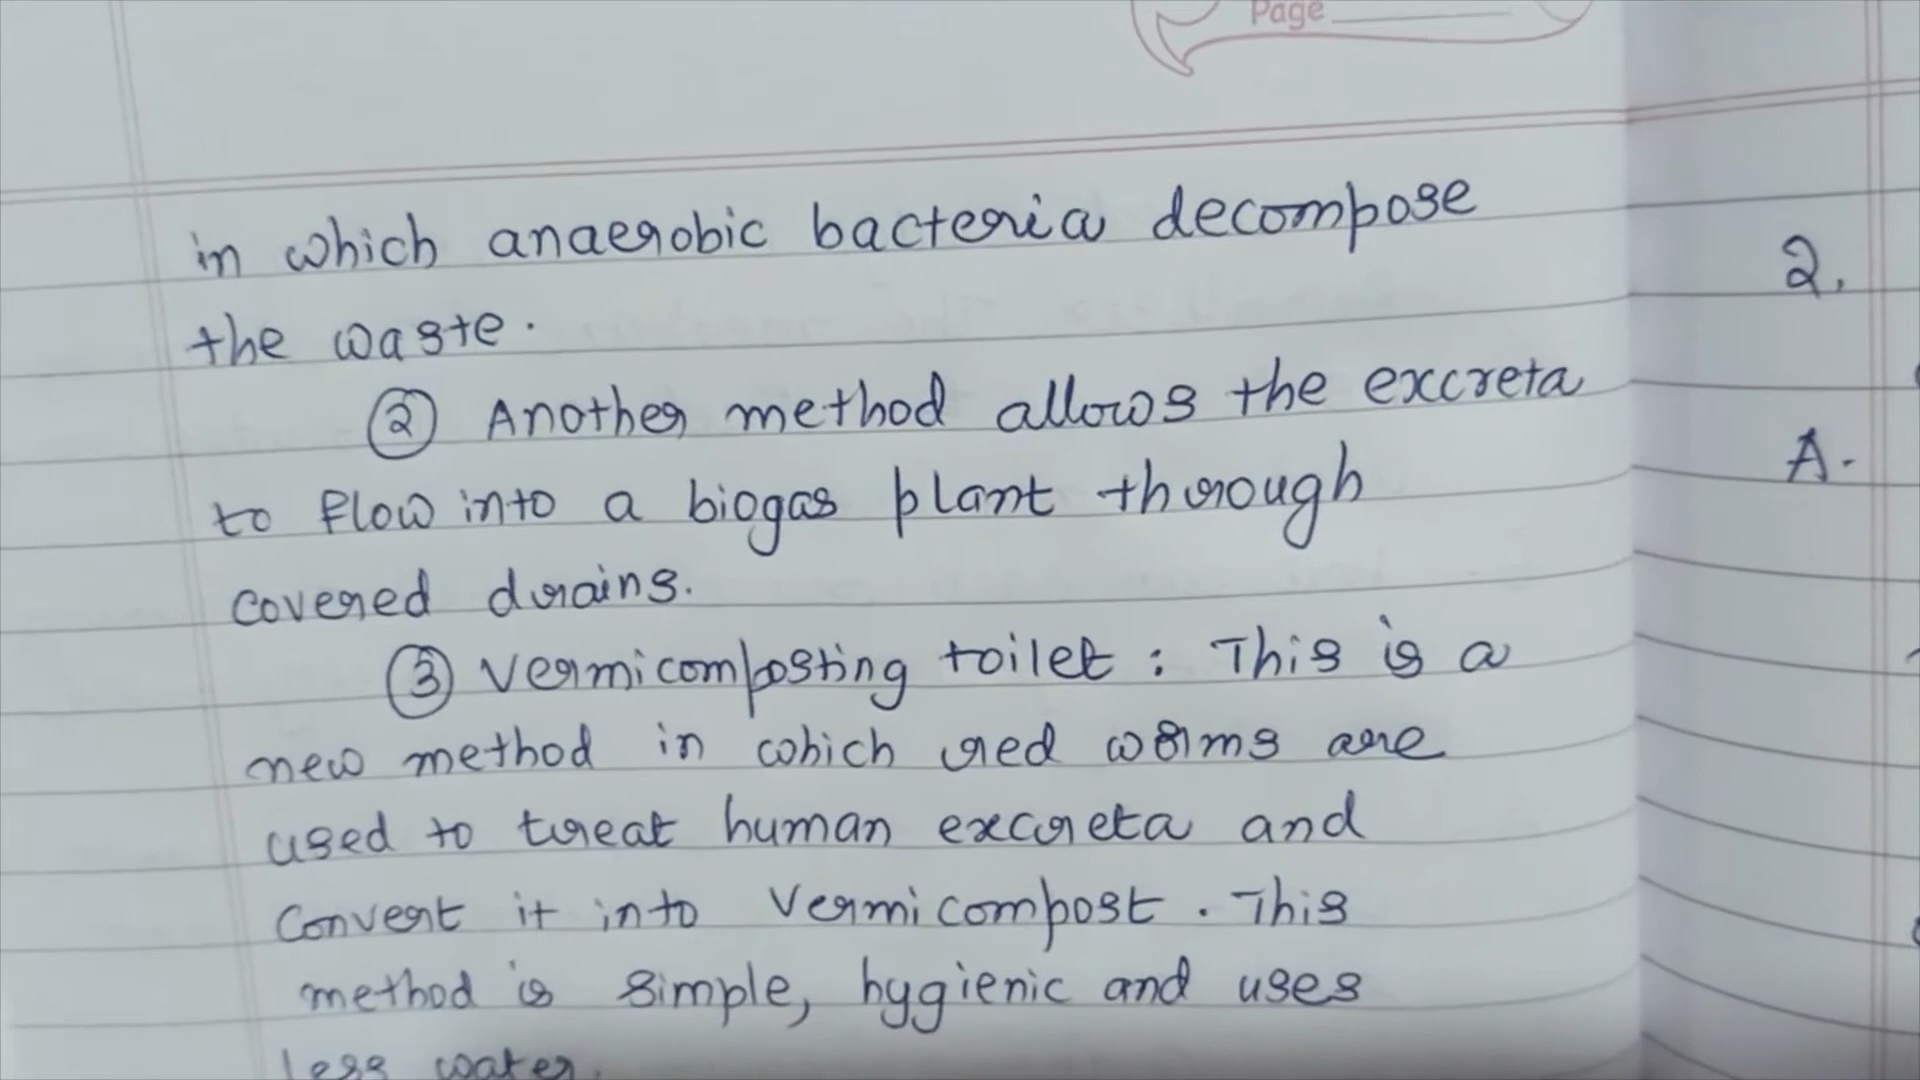 Page
in which anaerobic bacteria decompose
the waste.
② Another method allows the excreta
to flow into a biogas plant through
covered drains.
③ Vermicomposting toilet : This is a
new method in which red worms are
used to treat human excreta and
convert it into vermicompost. This
method is simple, hygienic and uses
less water.
2.
A.